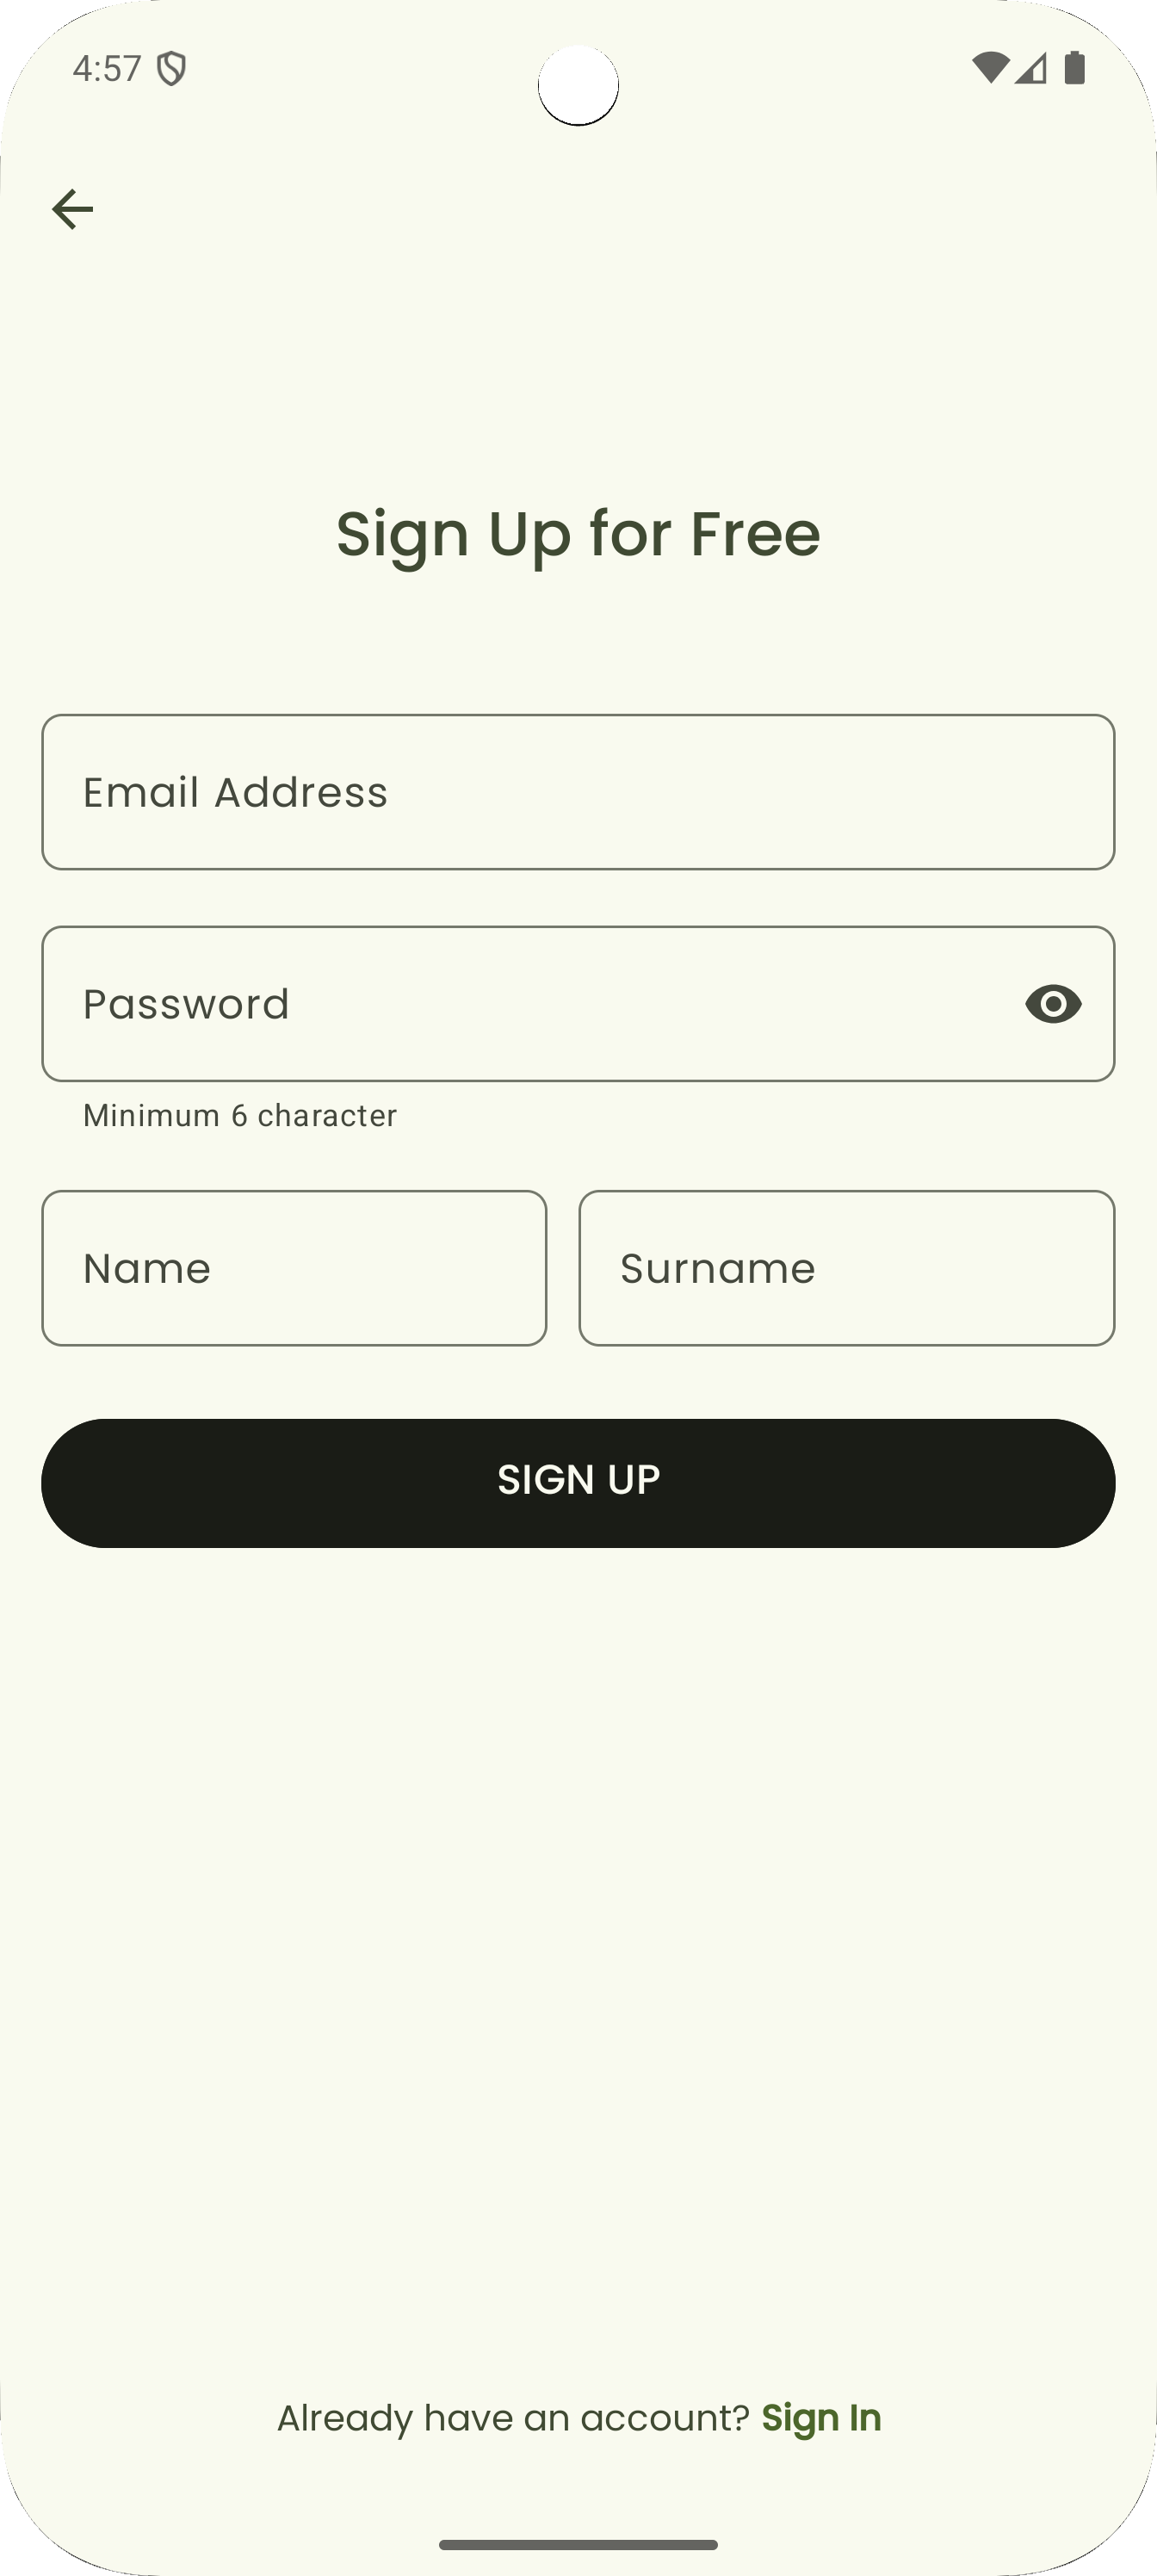 4:57
Sign Up for Free
Email Address
Password
Minimum 6 character
Name Surname
SIGN UP
Already have an account? Sign In